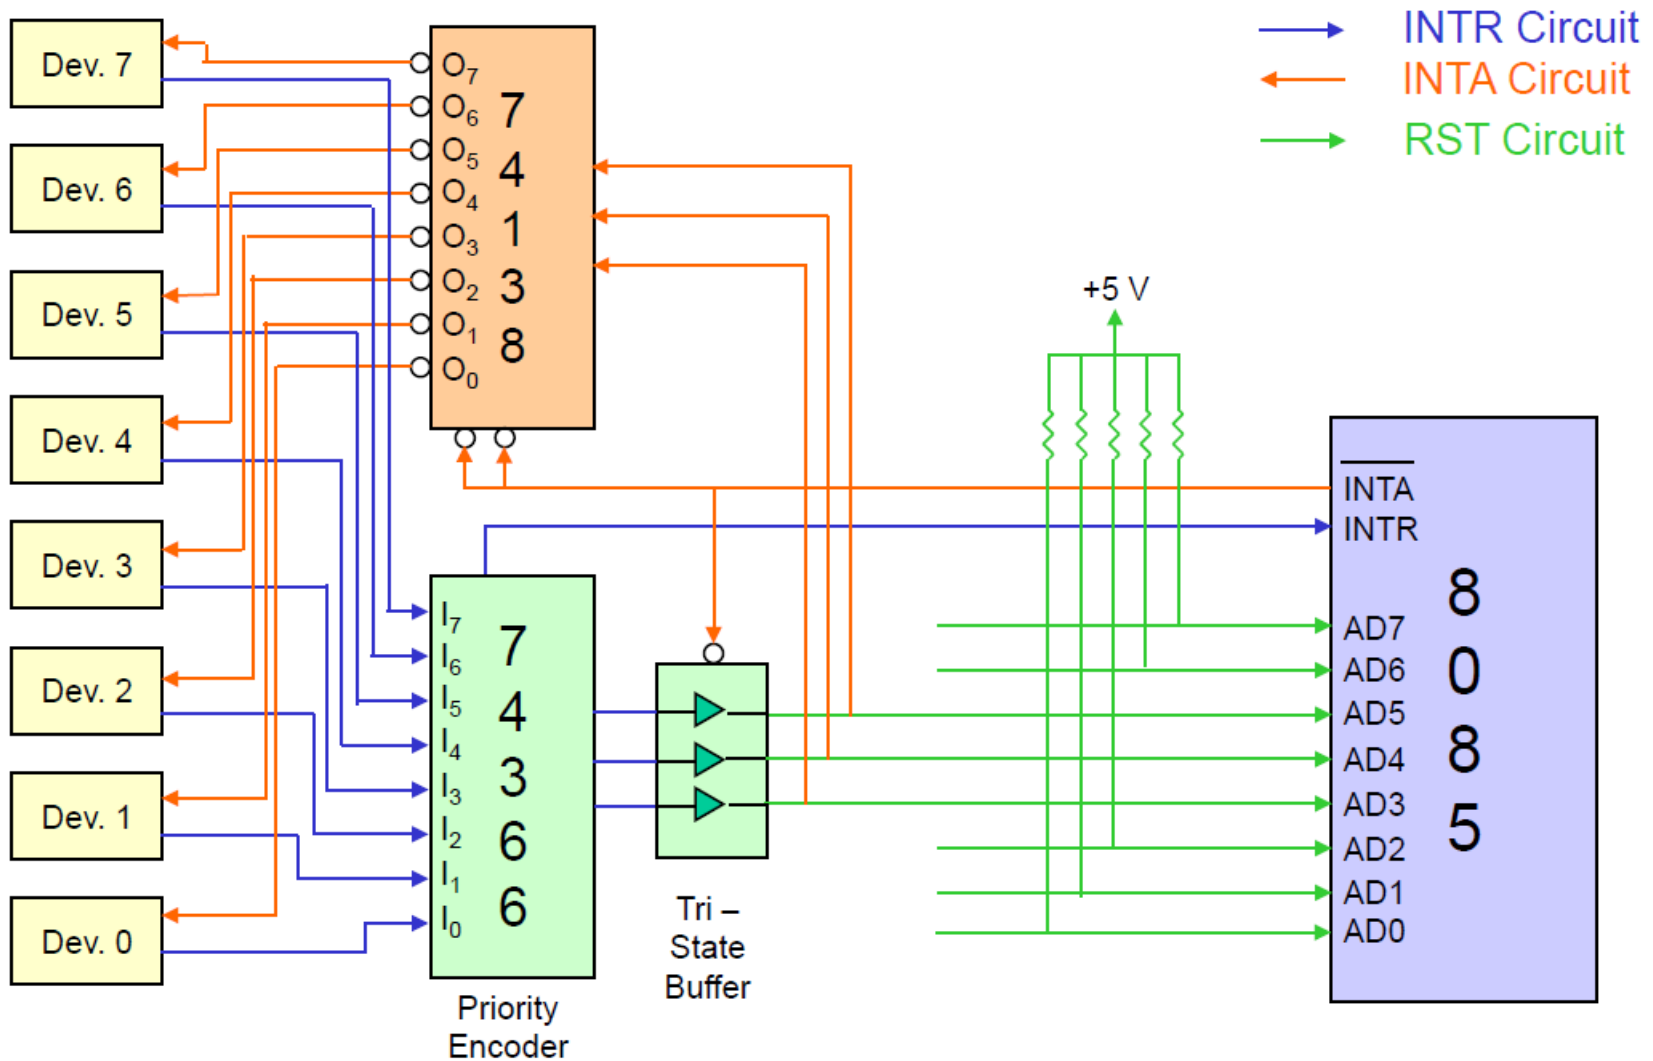 INTR Circuit
INTA Circuit
RST Circuit
Dev. 7
Dev. 6
Dev. 5
Dev. 4
Dev. 3
Dev. 2
Dev. 1
Dev. 0
O7
O6
O5
O4
O3
O2
O1
O0
7
4
1
3
8
+5 V
I7
I6
I5
I4
I3
I2
I1
I0
7
4
3
6
6
Priority
Encoder
Tri –
State
Buffer
INTA
INTR
AD7
AD6
AD5
AD4
AD3
AD2
AD1
AD0
8
0
8
5